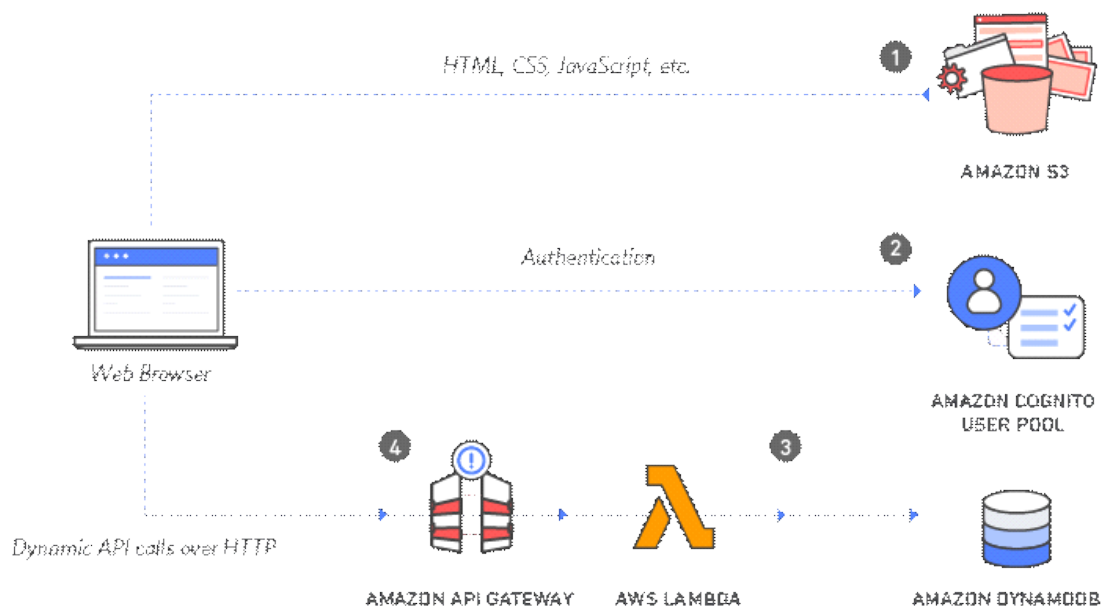 HTML, CSS, JavaScript, etc.
1
AMAZON S3
Authentication
2
Web Browser
AMAZON COGNITO
USER POOL
4
3
Dynamic API calls over HTTP
AMAZON API GATEWAY
AWS LAMBDA
AMAZON DYNAMODB